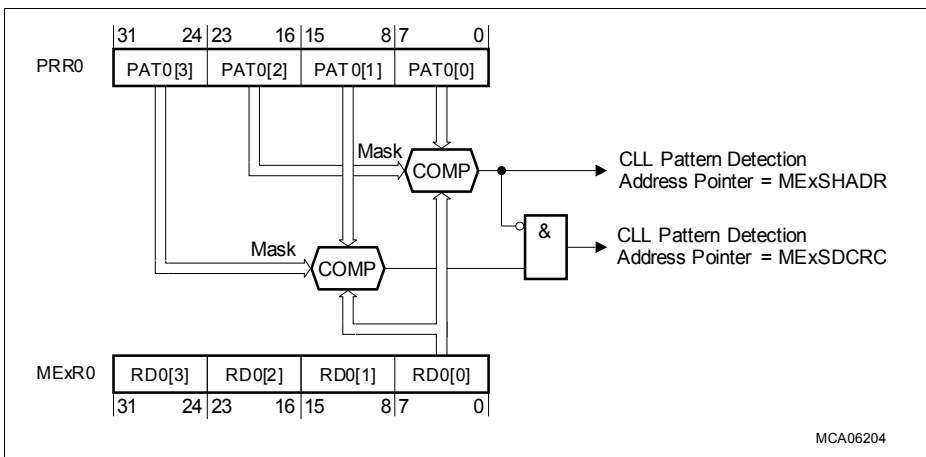 31 24 23 16 15 8 7 0
PRR0 PAT0[3] PAT0[2] PAT0[1] PAT0[0]
Mask
COMP
CLL Pattern Detection
Address Pointer = MExSHADR
&
CLL Pattern Detection
Address Pointer = MExSDCRC
Mask
COMP
MExR0 RD0[3] RD0[2] RD0[1] RD0[0]
31 24 23 16 15 8 7 0
MCA06204